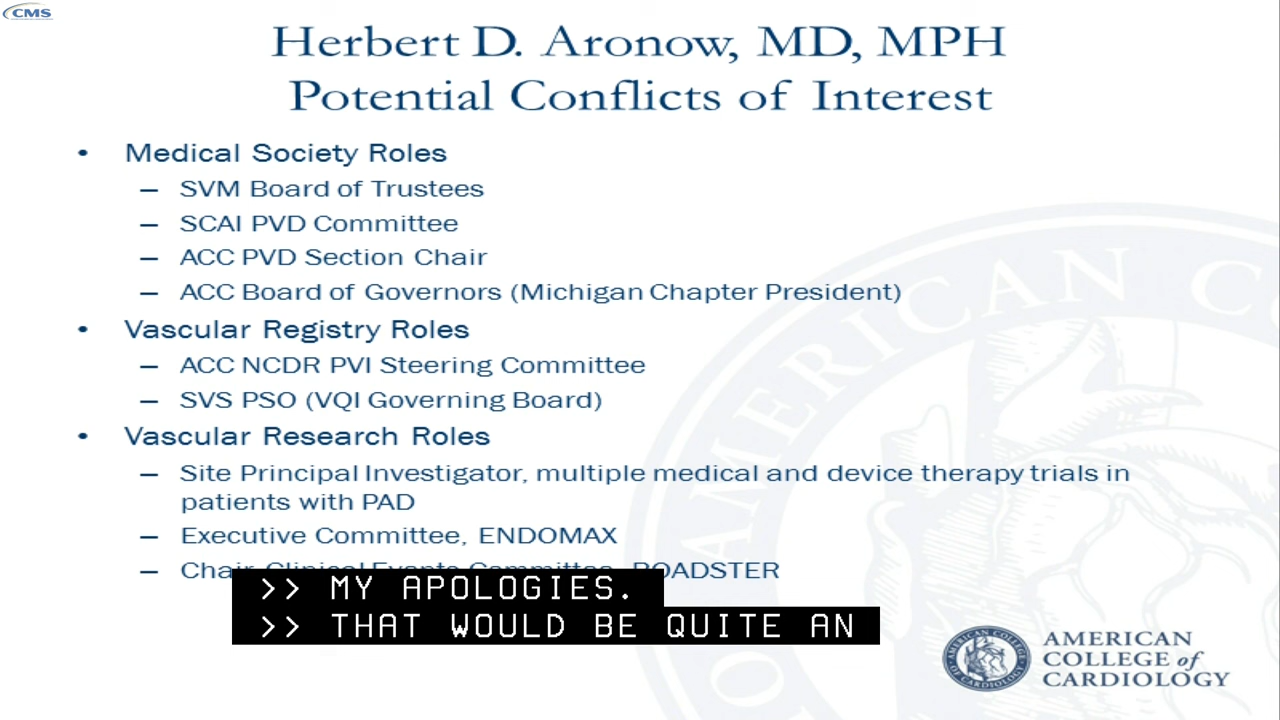 CMS
Herbert D. Aronow, MD, MPH
Potential Conflicts of Interest
• Medical Society Roles
– SVM Board of Trustees
– SCAI PVD Committee
– ACC PVD Section Chair
– ACC Board of Governors (Michigan Chapter President)
• Vascular Registry Roles
– ACC NCDR PVI Steering Committee
– SVS PSO (VQI Governing Board)
• Vascular Research Roles
– Site Principal Investigator, multiple medical and device therapy trials in
patients with PAD
– Executive Committee, ENDOMAX
– Chair, Clinical Events Committee, ROADSTER
>> MY APOLOGIES.
>> THAT WOULD BE QUITE AN
AMERICAN
COLLEGE of
CARDIOLOGY